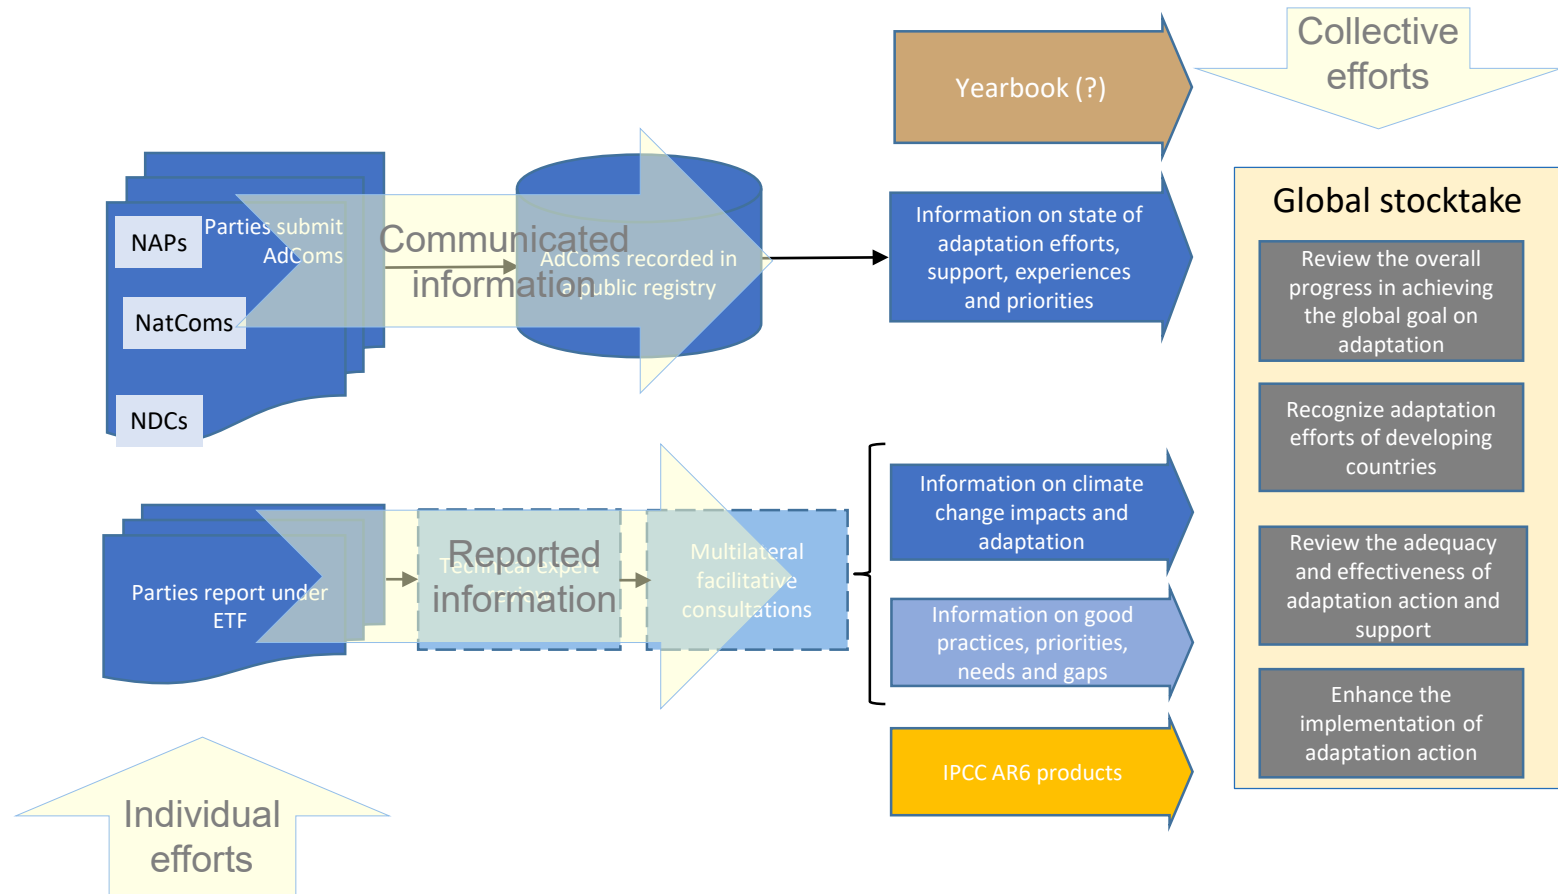 Yearbook (?)
Collective
efforts
NAPs
Parties submit
AdComs
NatComs
NDCs
Communicated
information
AdComs recorded in
a public registry
Information on state of
adaptation efforts,
support, experiences
and priorities
Global stocktake
Review the overall
progress in achieving
the global goal on
adaptation
Recognize adaptation
efforts of developing
countries
Review the adequacy
and effectiveness of
adaptation action and
support
Enhance the
implementation of
adaptation action
Parties report under
ETF
Reported
information
Technical expert
review
Multilateral
facilitative
consultations
Information on climate
change impacts and
adaptation
Information on good
practices, priorities,
needs and gaps
IPCC AR6 products
Individual
efforts